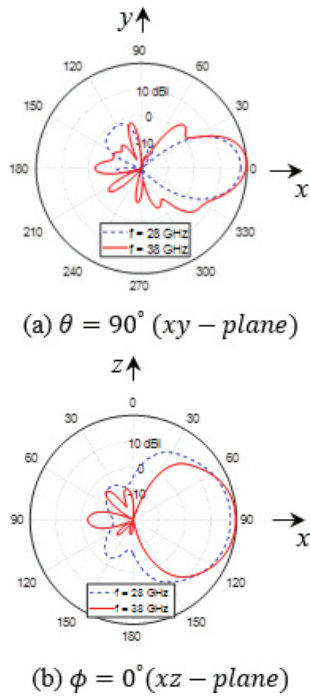 y
90
120 60
10 dBi
150 0 30
-10
180 0
x
210 330
f = 28 GHz
f = 38 GHz
240 300
270
(a) θ = 90° (xy − plane)
z
0
30 30
10 dBi
60 60
0
-10
90 90
x
120 120
f = 28 GHz
f = 38 GHz
150 150
180
(b) ϕ = 0° (xz − plane)